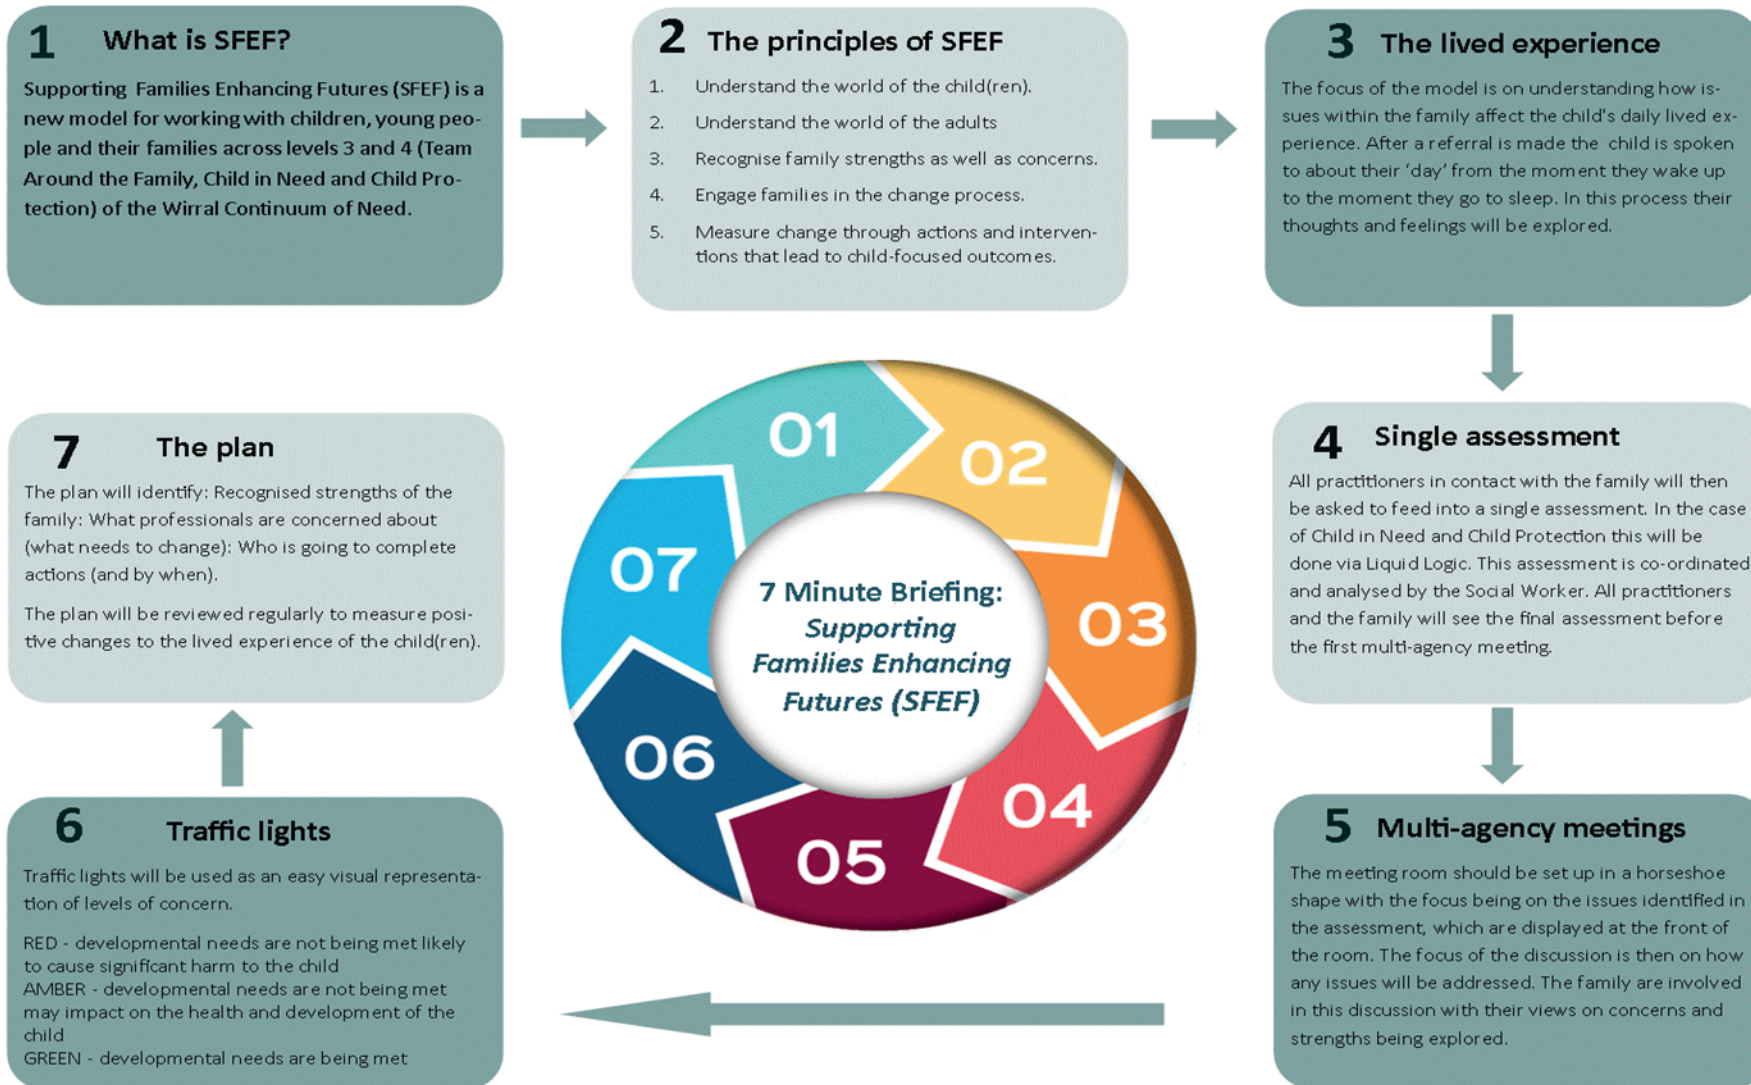 1 What is SFEF?
Supporting Families Enhancing Futures (SFEF) is a
new model for working with children, young peo-
ple and their families across levels 3 and 4 (Team
Around the Family, Child in Need and Child Pro-
tection) of the Wirral Continuum of Need.
2 The principles of SFEF
1. Understand the world of the child(ren).
2. Understand the world of the adults
3. Recognise family strengths as well as concerns.
4. Engage families in the change process.
5. Measure change through actions and interven-
tions that lead to child-focused outcomes.
3 The lived experience
The focus of the model is on understanding how is-
sues within the family affect the child's daily lived ex-
perience. After a referral is made the child is spoken
to about their ‘day’ from the moment they wake up
to the moment they go to sleep. In this process their
thoughts and feelings will be explored.
4 Single assessment
All practitioners in contact with the family will then
be asked to feed into a single assessment. In the case
of Child in Need and Child Protection this will be
done via Liquid Logic. This assessment is co-ordinated
and analysed by the Social Worker. All practitioners
and the family will see the final assessment before
the first multi-agency meeting.
5 Multi-agency meetings
The meeting room should be set up in a horseshoe
shape with the focus being on the issues identified in
the assessment, which are displayed at the front of
the room. The focus of the discussion is then on how
any issues will be addressed. The family are involved
in this discussion with their views on concerns and
strengths being explored.
6 Traffic lights
Traffic lights will be used as an easy visual representa-
tion of levels of concern.
RED - developmental needs are not being met likely
to cause significant harm to the child
AMBER - developmental needs are not being met
may impact on the health and development of the
child
GREEN - developmental needs are being met
7 The plan
The plan will identify: Recognised strengths of the
family: What professionals are concerned about
(what needs to change): Who is going to complete
actions (and by when).
The plan will be reviewed regularly to measure posi-
tive changes to the lived experience of the child(ren).
01
02
03
04
05
06
07
7 Minute Briefing:
Supporting
Families Enhancing
Futures (SFEF)